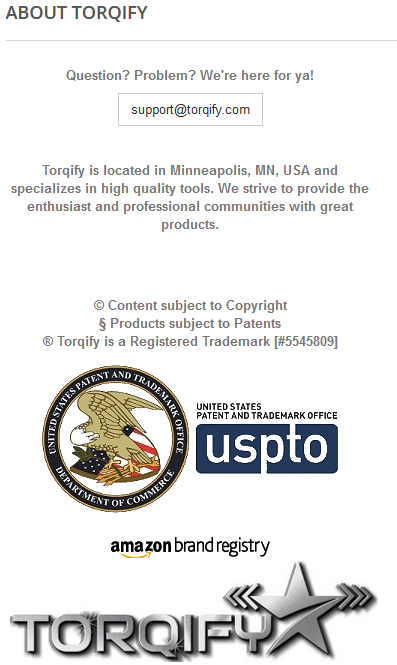 ABOUT TORQIFY
Question? Problem? We're here for ya!
support@torqify.com
Torqify is located in Minneapolis, MN, USA and
specializes in high quality tools. We strive to provide the
enthusiast and professional communities with great
products.
© Content subject to Copyright
§ Products subject to Patents
® Torqify is a Registered Trademark [#5545809]
UNITED STATES PATENT AND TRADEMARK OFFICE
DEPARTMENT OF COMMERCE
UNITED STATES
PATENT AND TRADEMARK OFFICE
uspto
amazon brand registry
TORQIFY